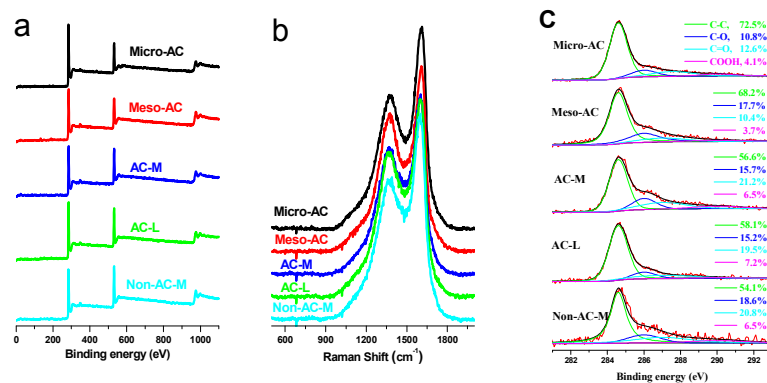 a
Micro-AC
Meso-AC
AC-M
AC-L
Non-AC-M
0 200 400 600 800 1000
Binding energy (eV)
b
Micro-AC
Meso-AC
AC-M
AC-L
Non-AC-M
600 900 1200 1500 1800
Raman Shift (cm-1)
c
C-C, 72.5%
C-O, 10.8%
C=O, 12.6%
COOH, 4.1%
Micro-AC
68.2%
17.7%
10.4%
3.7%
Meso-AC
56.6%
15.7%
21.2%
6.5%
AC-M
58.1%
15.2%
19.5%
7.2%
AC-L
54.1%
18.6%
20.8%
6.5%
Non-AC-M
282 284 286 288 290 292
Binding energy (eV)